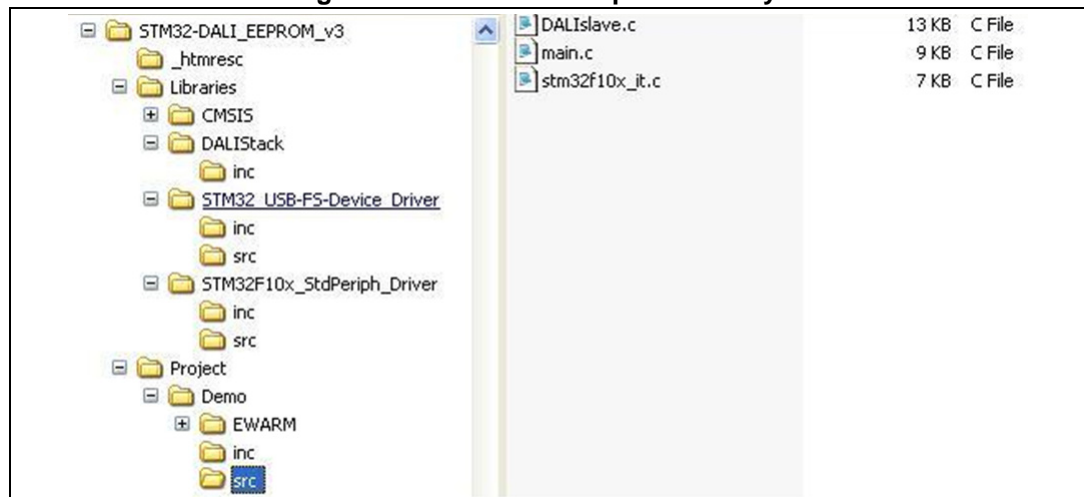 STM32-DALI_EEPROM_v3
_htmresc
Libraries
CMSIS
DALIStack
inc
STM32_USB-FS-Device_Driver
inc
src
STM32F10x_StdPeriph_Driver
inc
src
Project
Demo
EWARM
inc
src
DALIslave.c 13 KB C File
main.c 9 KB C File
stm32f10x_it.c 7 KB C File